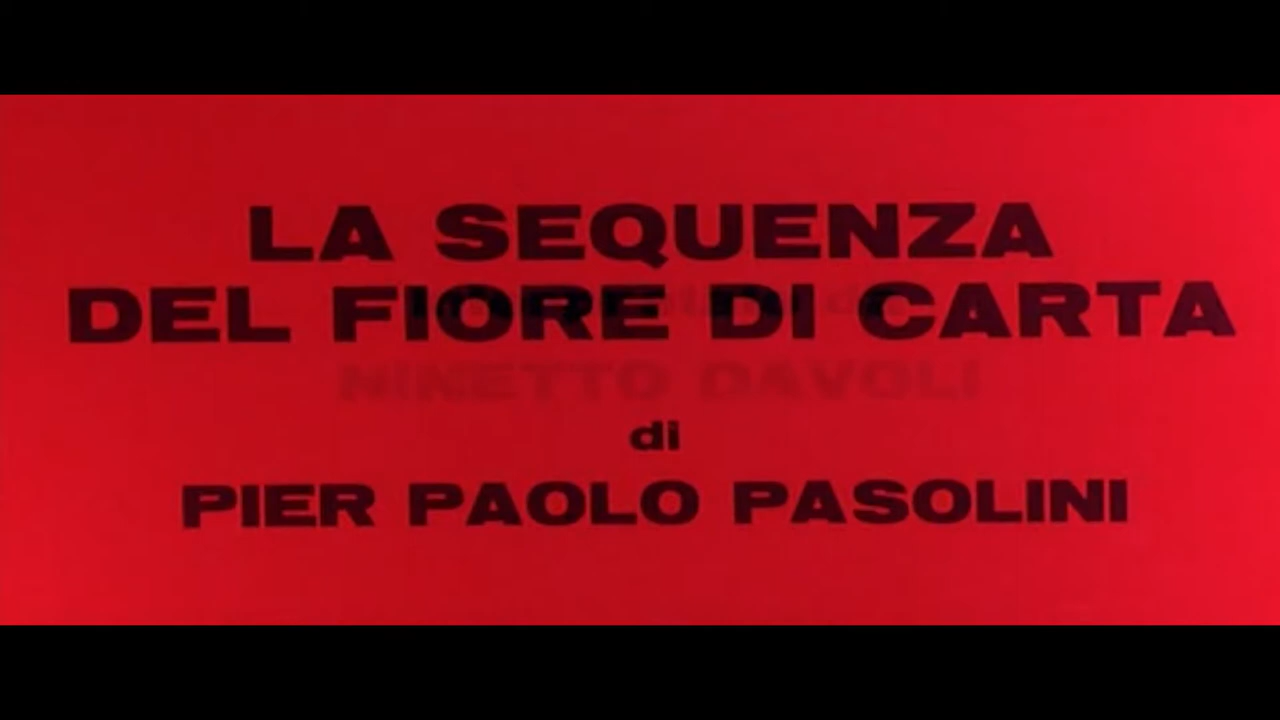 LA SEQUENZA
DEL FIORE DI CARTA
NINETTO DAVOLI
di
PIER PAOLO PASOLINI